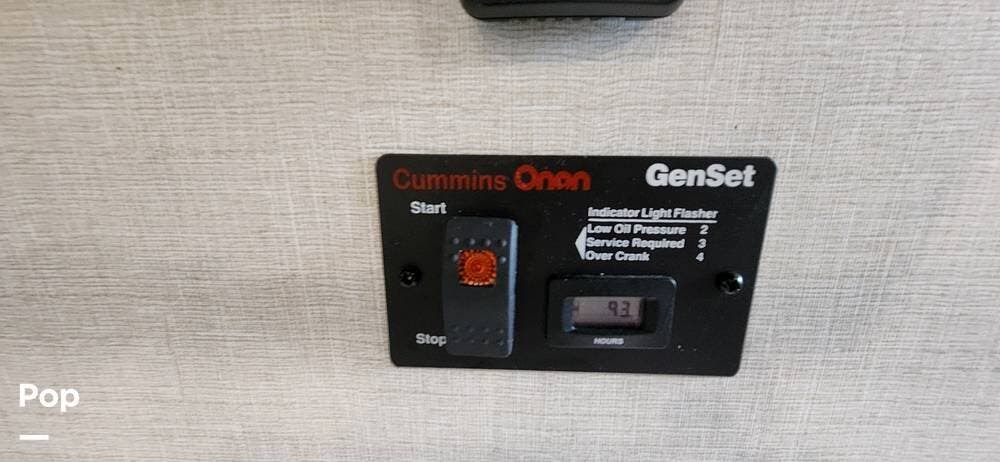 Cummins Onan GenSet
Start
Indicator Light Flasher
Low Oil Pressure 2
Service Required 3
Over Crank 4
93
HOURS
Stop
Pop